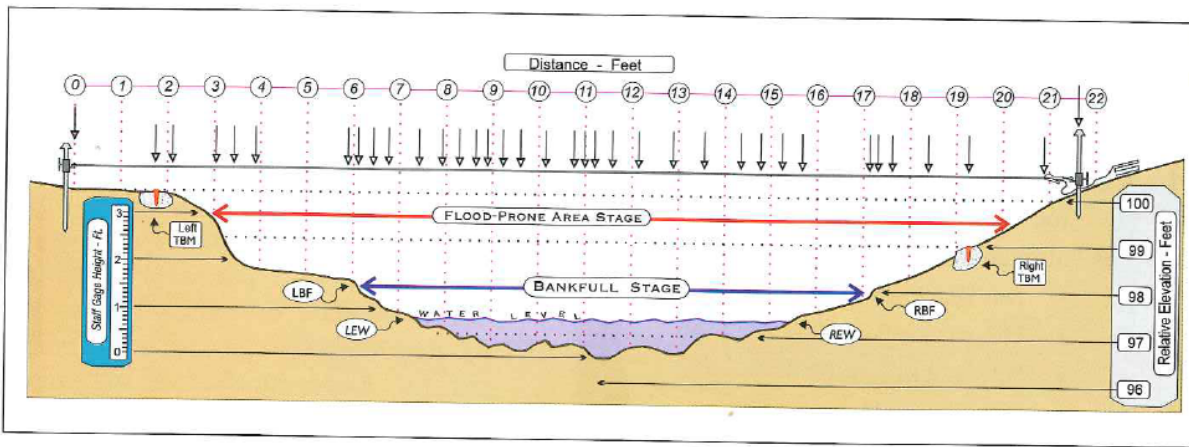 Distance - Feet
0 1 2 3 4 5 6 7 8 9 10 11 12 13 14 15 16 17 18 19 20 21 22
FLOOD-PRONE AREA STAGE
BANKFULL STAGE
WATER LEVEL
Left
TBM
LBF
LEW
REW
RBF
Right
TBM
Staff Gage Height - Ft.
3
2
1
0
100
99
98
97
96
Relative Elevation - Feet